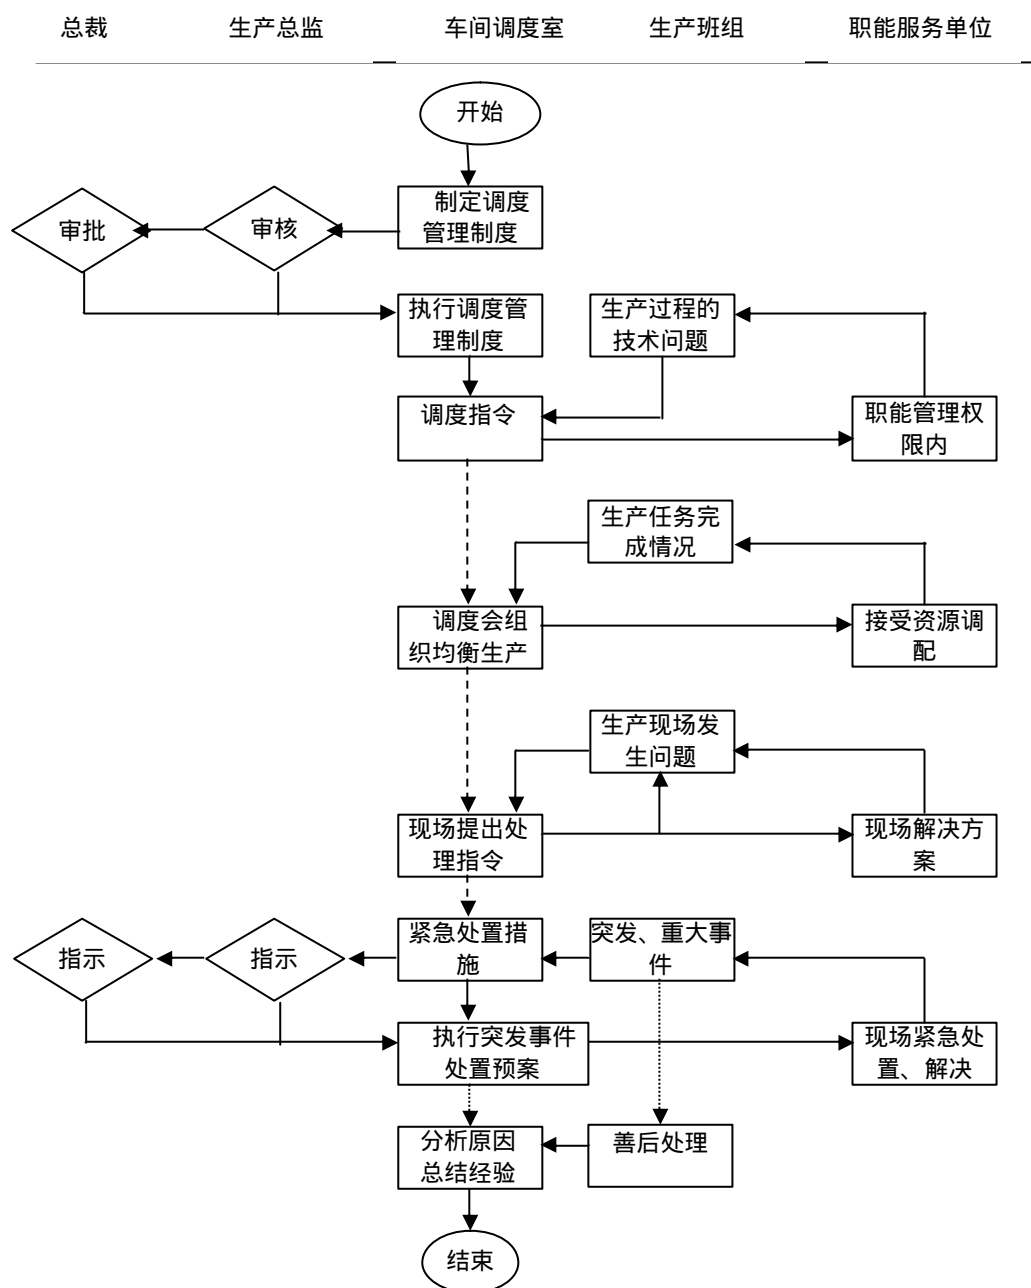 总裁
生产总监
车间调度室
生产班组
职能服务单位
开始
制定调度
管理制度
审核
审批
执行调度管
理制度
生产过程的
技术问题
调度指令
职能管理权
限内
生产任务完
成情况
调度会组
织均衡生产
接受资源调
配
生产现场发
生问题
现场提出处
理指令
现场解决方
案
指示
指示
紧急处置措
施
突发、重大事
件
执行突发事件
处置预案
现场紧急处
置、解决
分析原因
总结经验
善后处理
结束